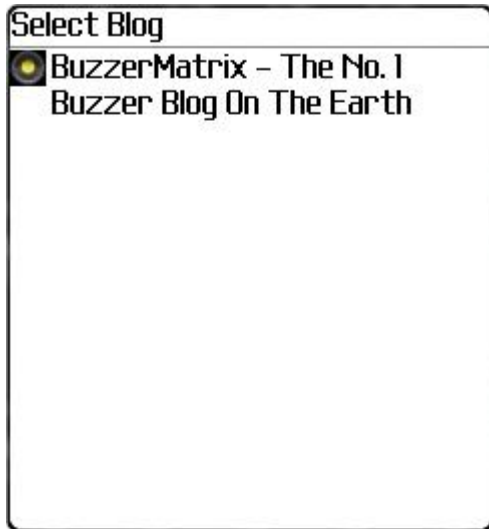 Select Blog
BuzzerMatrix – The No.1
Buzzer Blog On The Earth